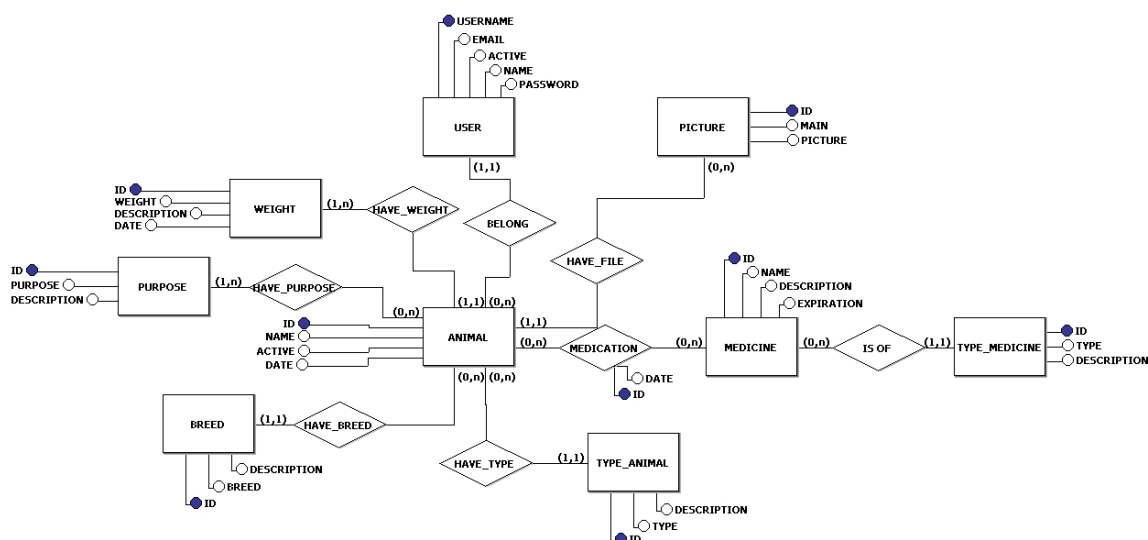 USERNAME
EMAIL
ACTIVE
NAME
PASSWORD
USER
(1,1)
PICTURE
ID
MAIN
PICTURE
(0,n)
ID
WEIGHT
DESCRIPTION
DATE
WEIGHT
(1,n)
HAVE_WEIGHT
BELONG
HAVE_FILE
ID
PURPOSE
DESCRIPTION
PURPOSE
(1,n)
HAVE_PURPOSE
(0,n)
(1,1)
(0,n)
ID
NAME
ACTIVE
DATE
ANIMAL
(1,1)
(0,n)
MEDICATION
DATE
ID
(0,n)
ID
NAME
DESCRIPTION
EXPIRATION
MEDICINE
(0,n)
IS OF
(1,1)
TYPE_MEDICINE
ID
TYPE
DESCRIPTION
(0,n)
(0,n)
BREED
(1,1)
HAVE_BREED
DESCRIPTION
BREED
ID
HAVE_TYPE
(1,1)
TYPE_ANIMAL
DESCRIPTION
TYPE
ID